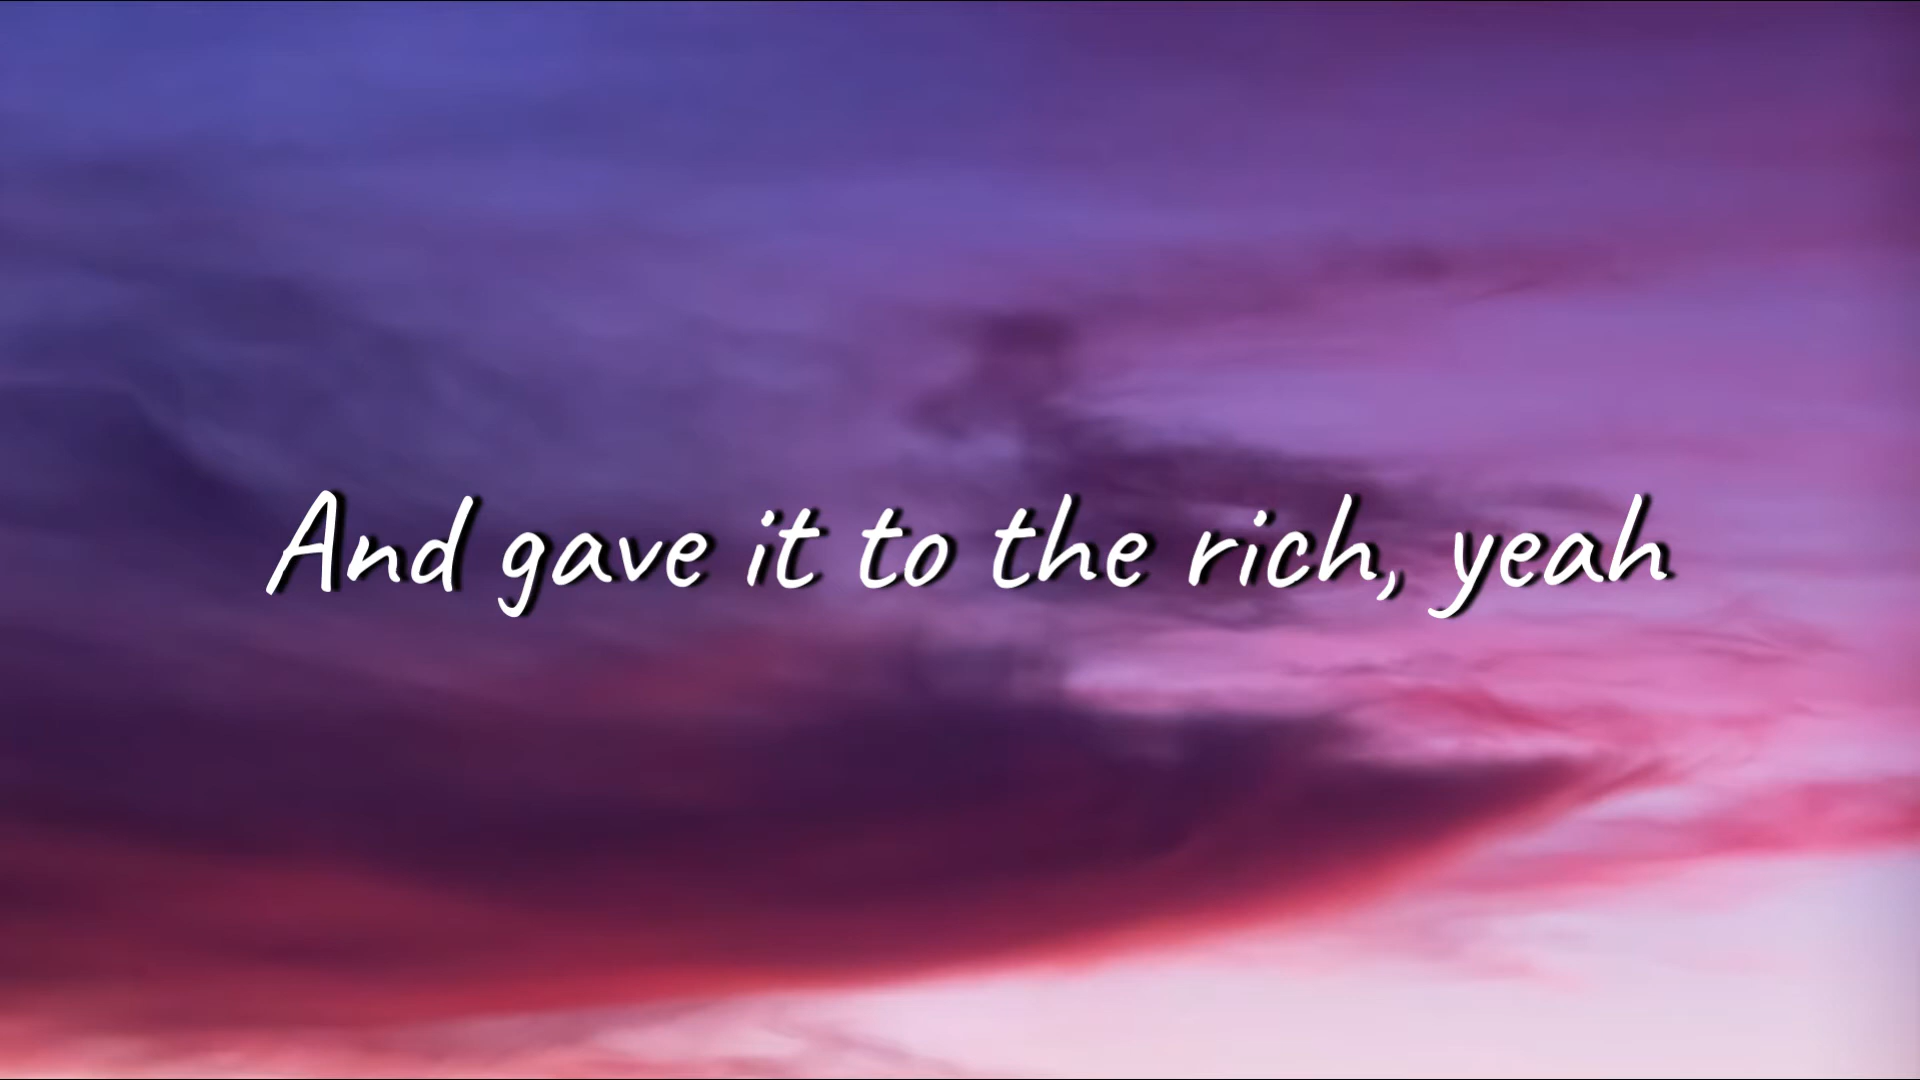 And gave it to the rich, yeah